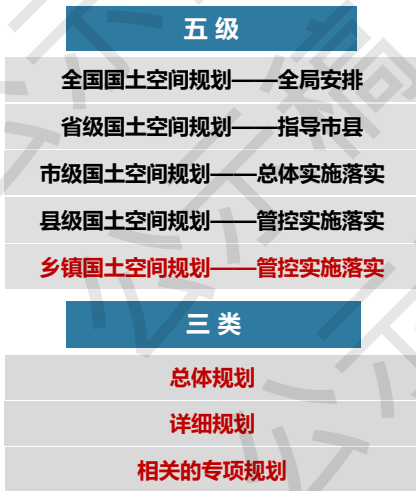 五级
全国国土空间规划——全局安排
省级国土空间规划——指导市县
市级国土空间规划——总体实施落实
县级国土空间规划——管控实施落实
乡镇国土空间规划——管控实施落实
三类
总体规划
详细规划
相关的专项规划
公示稿